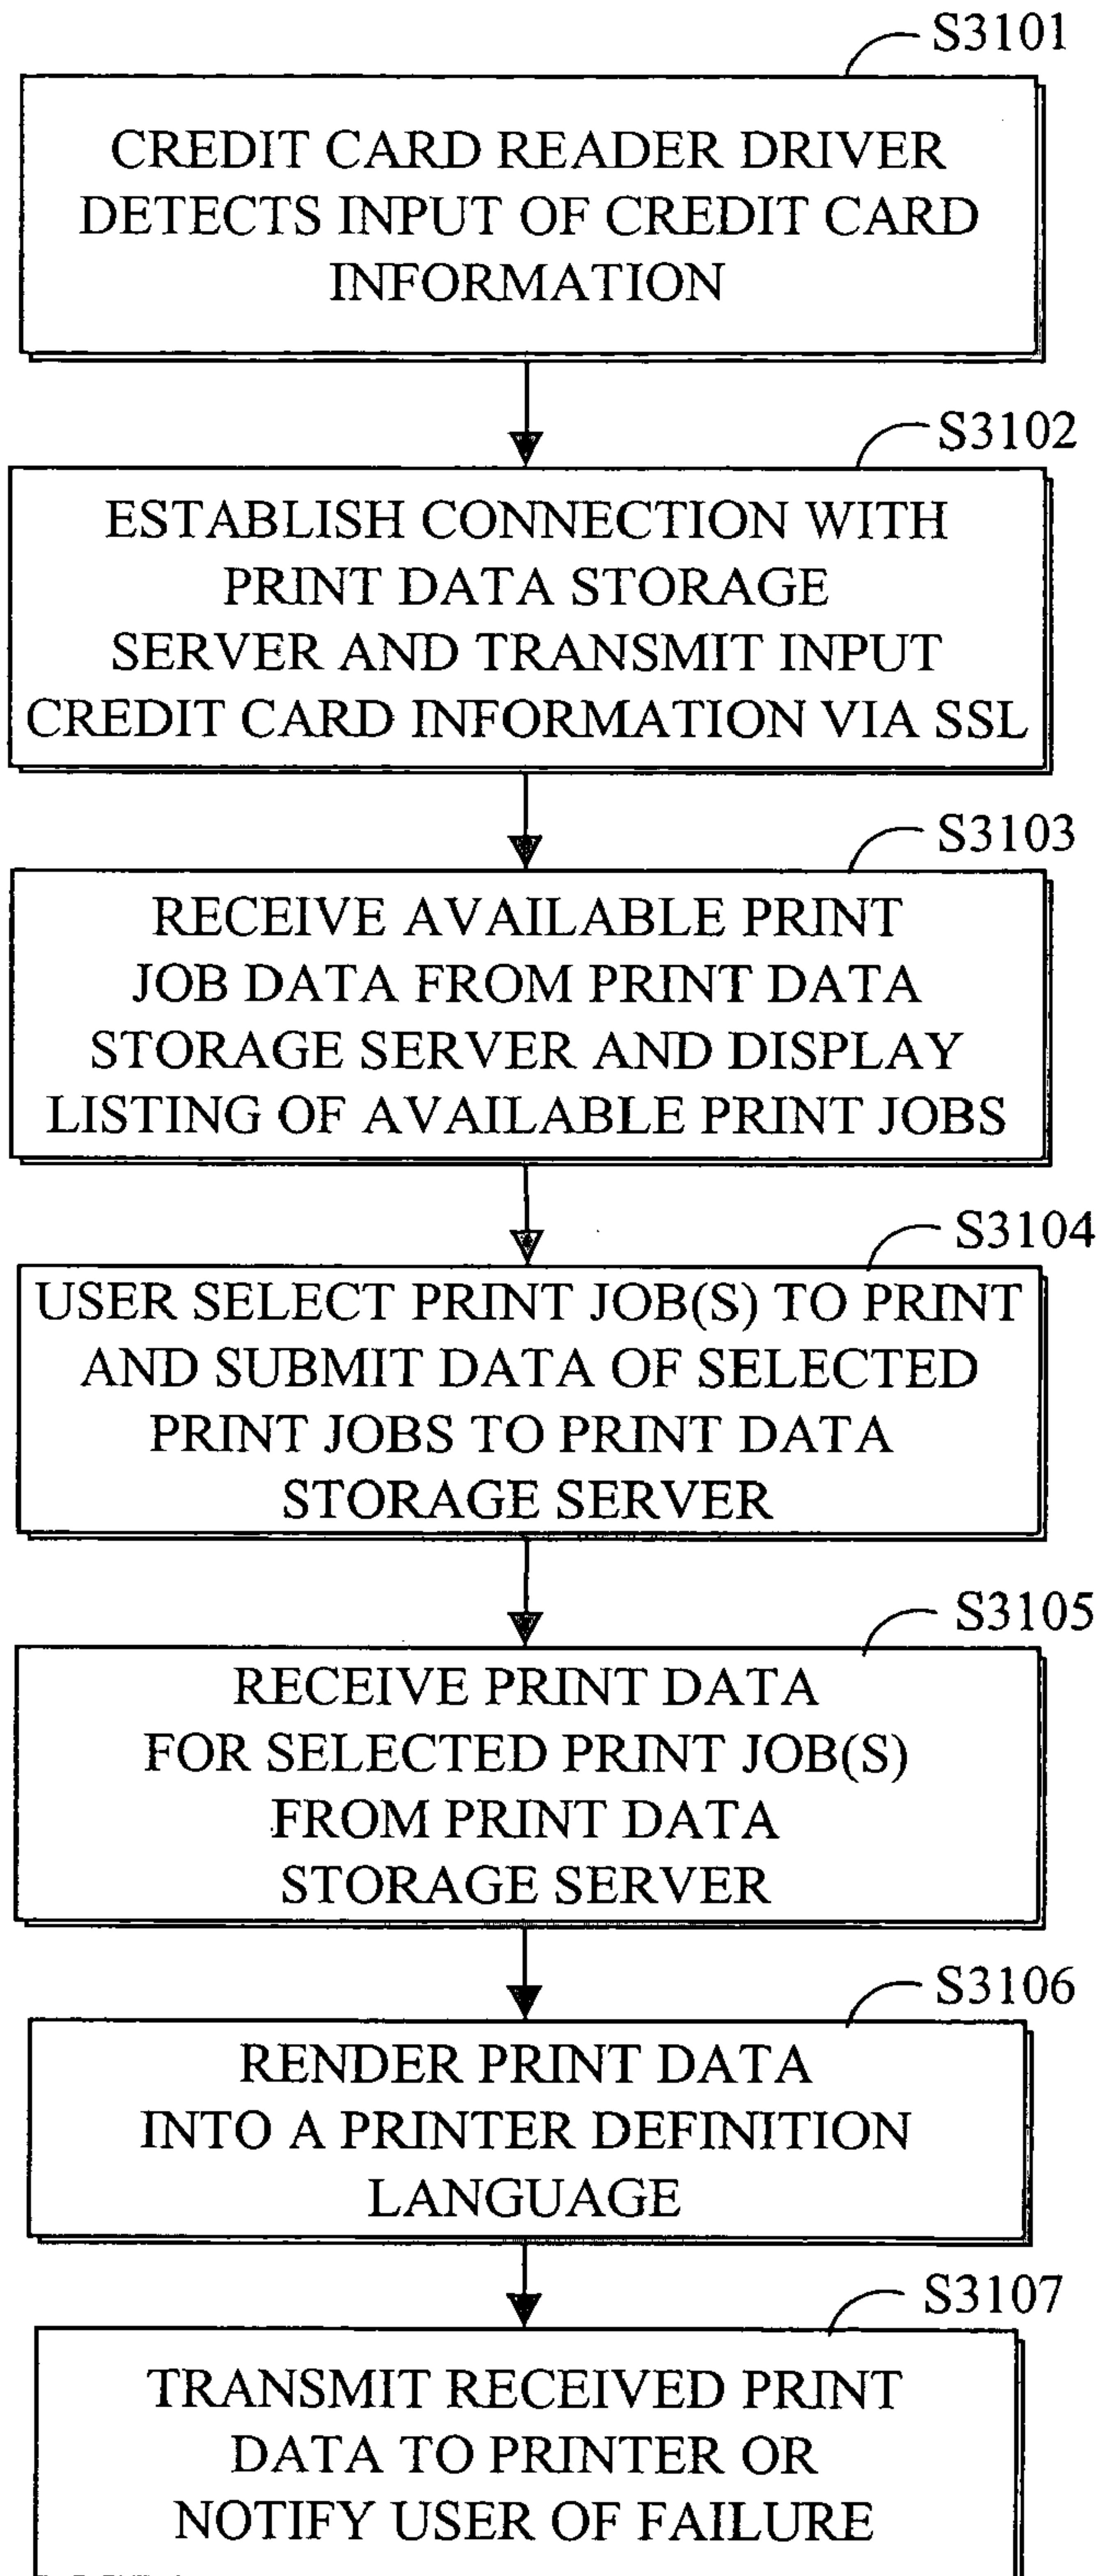 S3101
CREDIT CARD READER DRIVER
DETECTS INPUT OF CREDIT CARD
INFORMATION
S3102
ESTABLISH CONNECTION WITH
PRINT DATA STORAGE
SERVER AND TRANSMIT INPUT
CREDIT CARD INFORMATION VIA SSL
S3103
RECEIVE AVAILABLE PRINT
JOB DATA FROM PRINT DATA
STORAGE SERVER AND DISPLAY
LISTING OF AVAILABLE PRINT JOBS
S3104
USER SELECT PRINT JOB(S) TO PRINT
AND SUBMIT DATA OF SELECTED
PRINT JOBS TO PRINT DATA
STORAGE SERVER
S3105
RECEIVE PRINT DATA
FOR SELECTED PRINT JOB(S)
FROM PRINT DATA
STORAGE SERVER
S3106
RENDER PRINT DATA
INTO A PRINTER DEFINITION
LANGUAGE
S3107
TRANSMIT RECEIVED PRINT
DATA TO PRINTER OR
NOTIFY USER OF FAILURE